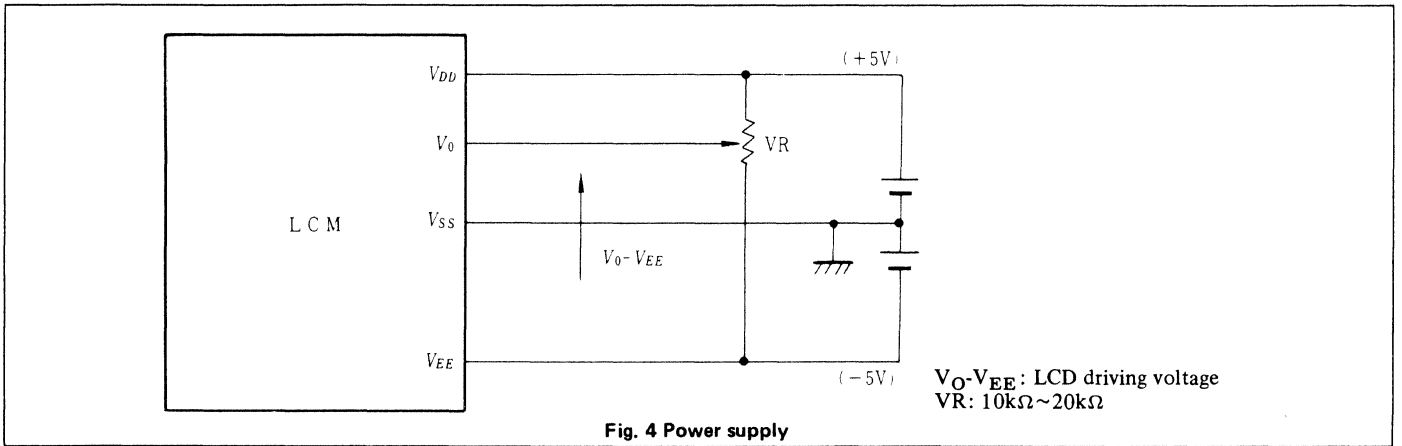 (+5V)
VDD
V0
VR
LCM
VSS
V0-VEE
VEE
(-5V)
VO-VEE: LCD driving voltage
VR: 10kΩ~20kΩ
Fig. 4 Power supply